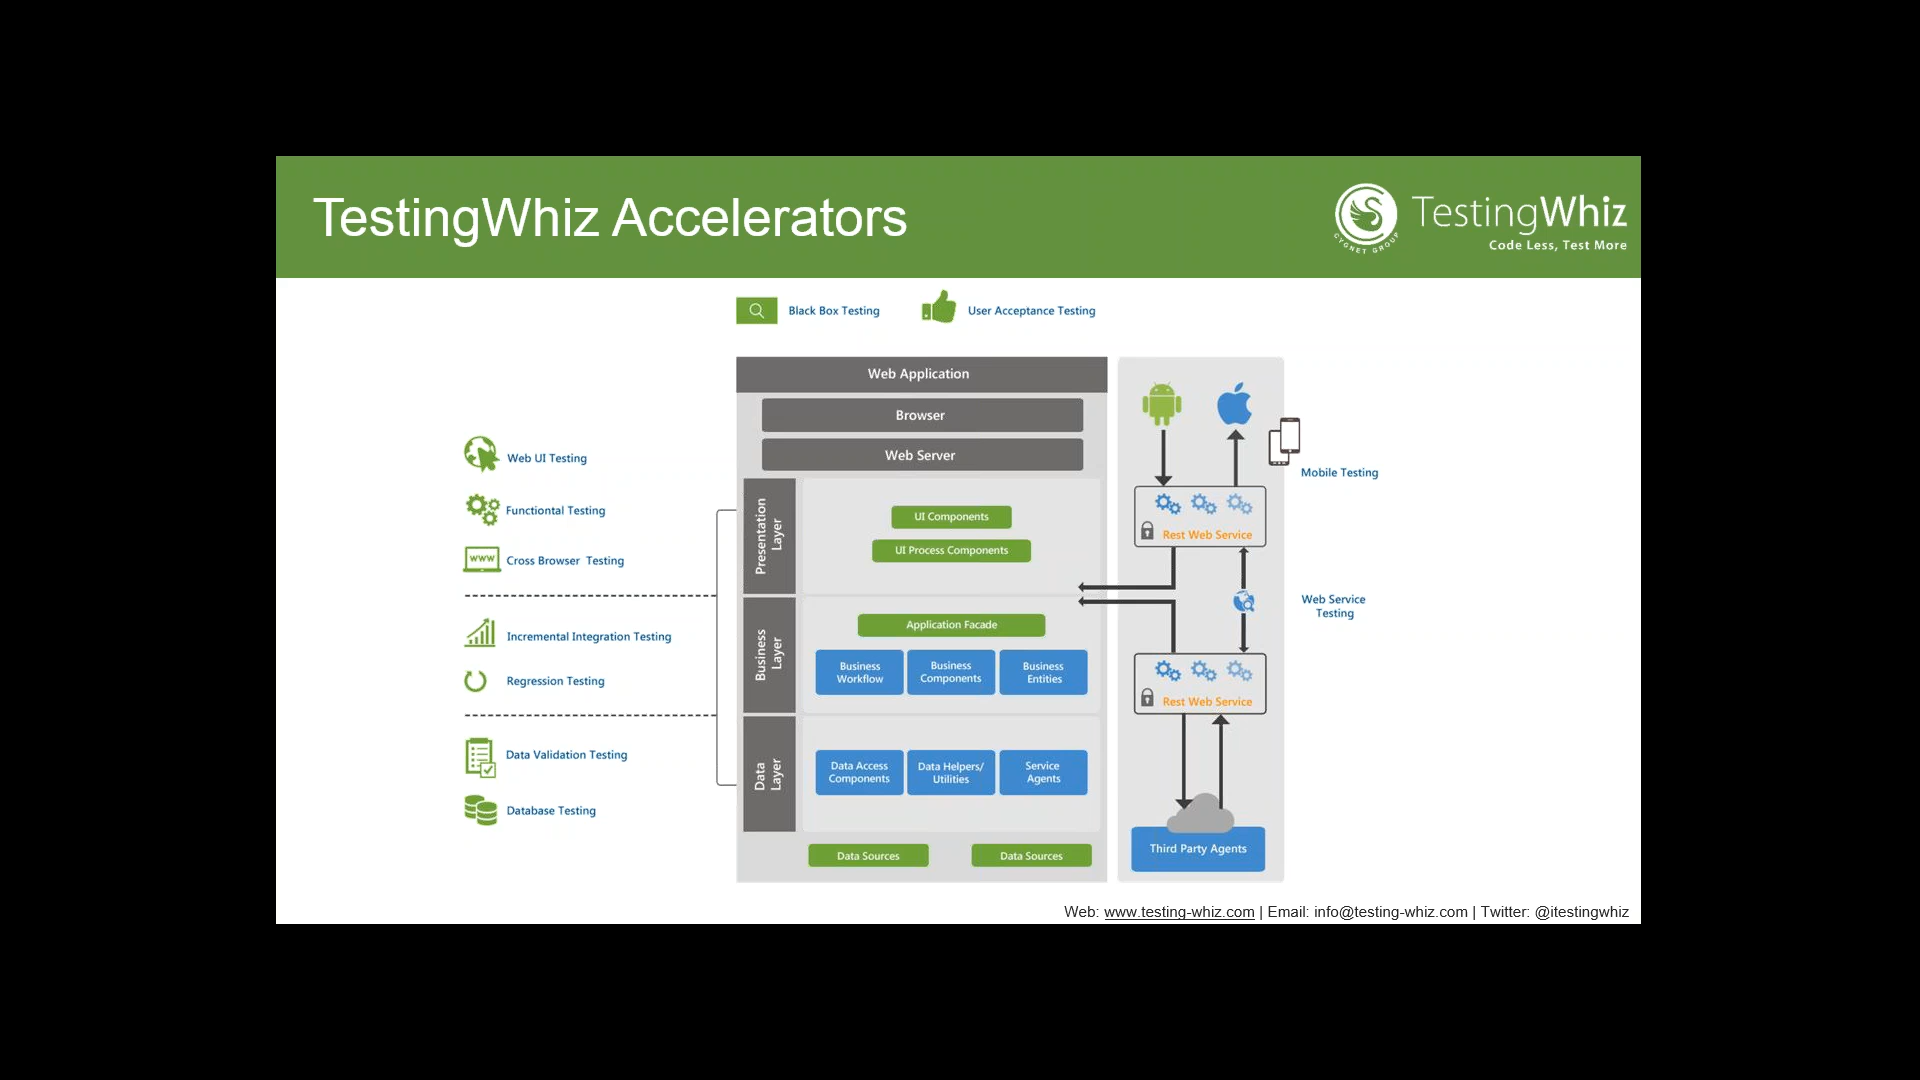 TestingWhiz Accelerators
CYGNET GROUP
TestingWhiz
Code Less, Test More
Black Box Testing
User Acceptance Testing
Web Application
Browser
Web Server
Web UI Testing
Functiontal Testing
WWW
Cross Browser Testing
Incremental Integration Testing
Regression Testing
Data Validation Testing
Database Testing
Presentation
Layer
UI Components
UI Process Components
Business
Layer
Application Facade
Business
Workflow
Business
Components
Business
Entities
Data
Layer
Data Access
Components
Data Helpers/
Utilities
Service
Agents
Data Sources
Data Sources
Mobile Testing
Rest Web Service
Web Service
Testing
Rest Web Service
Third Party Agents
Web: www.testing-whiz.com | Email: info@testing-whiz.com | Twitter: @itestingwhiz